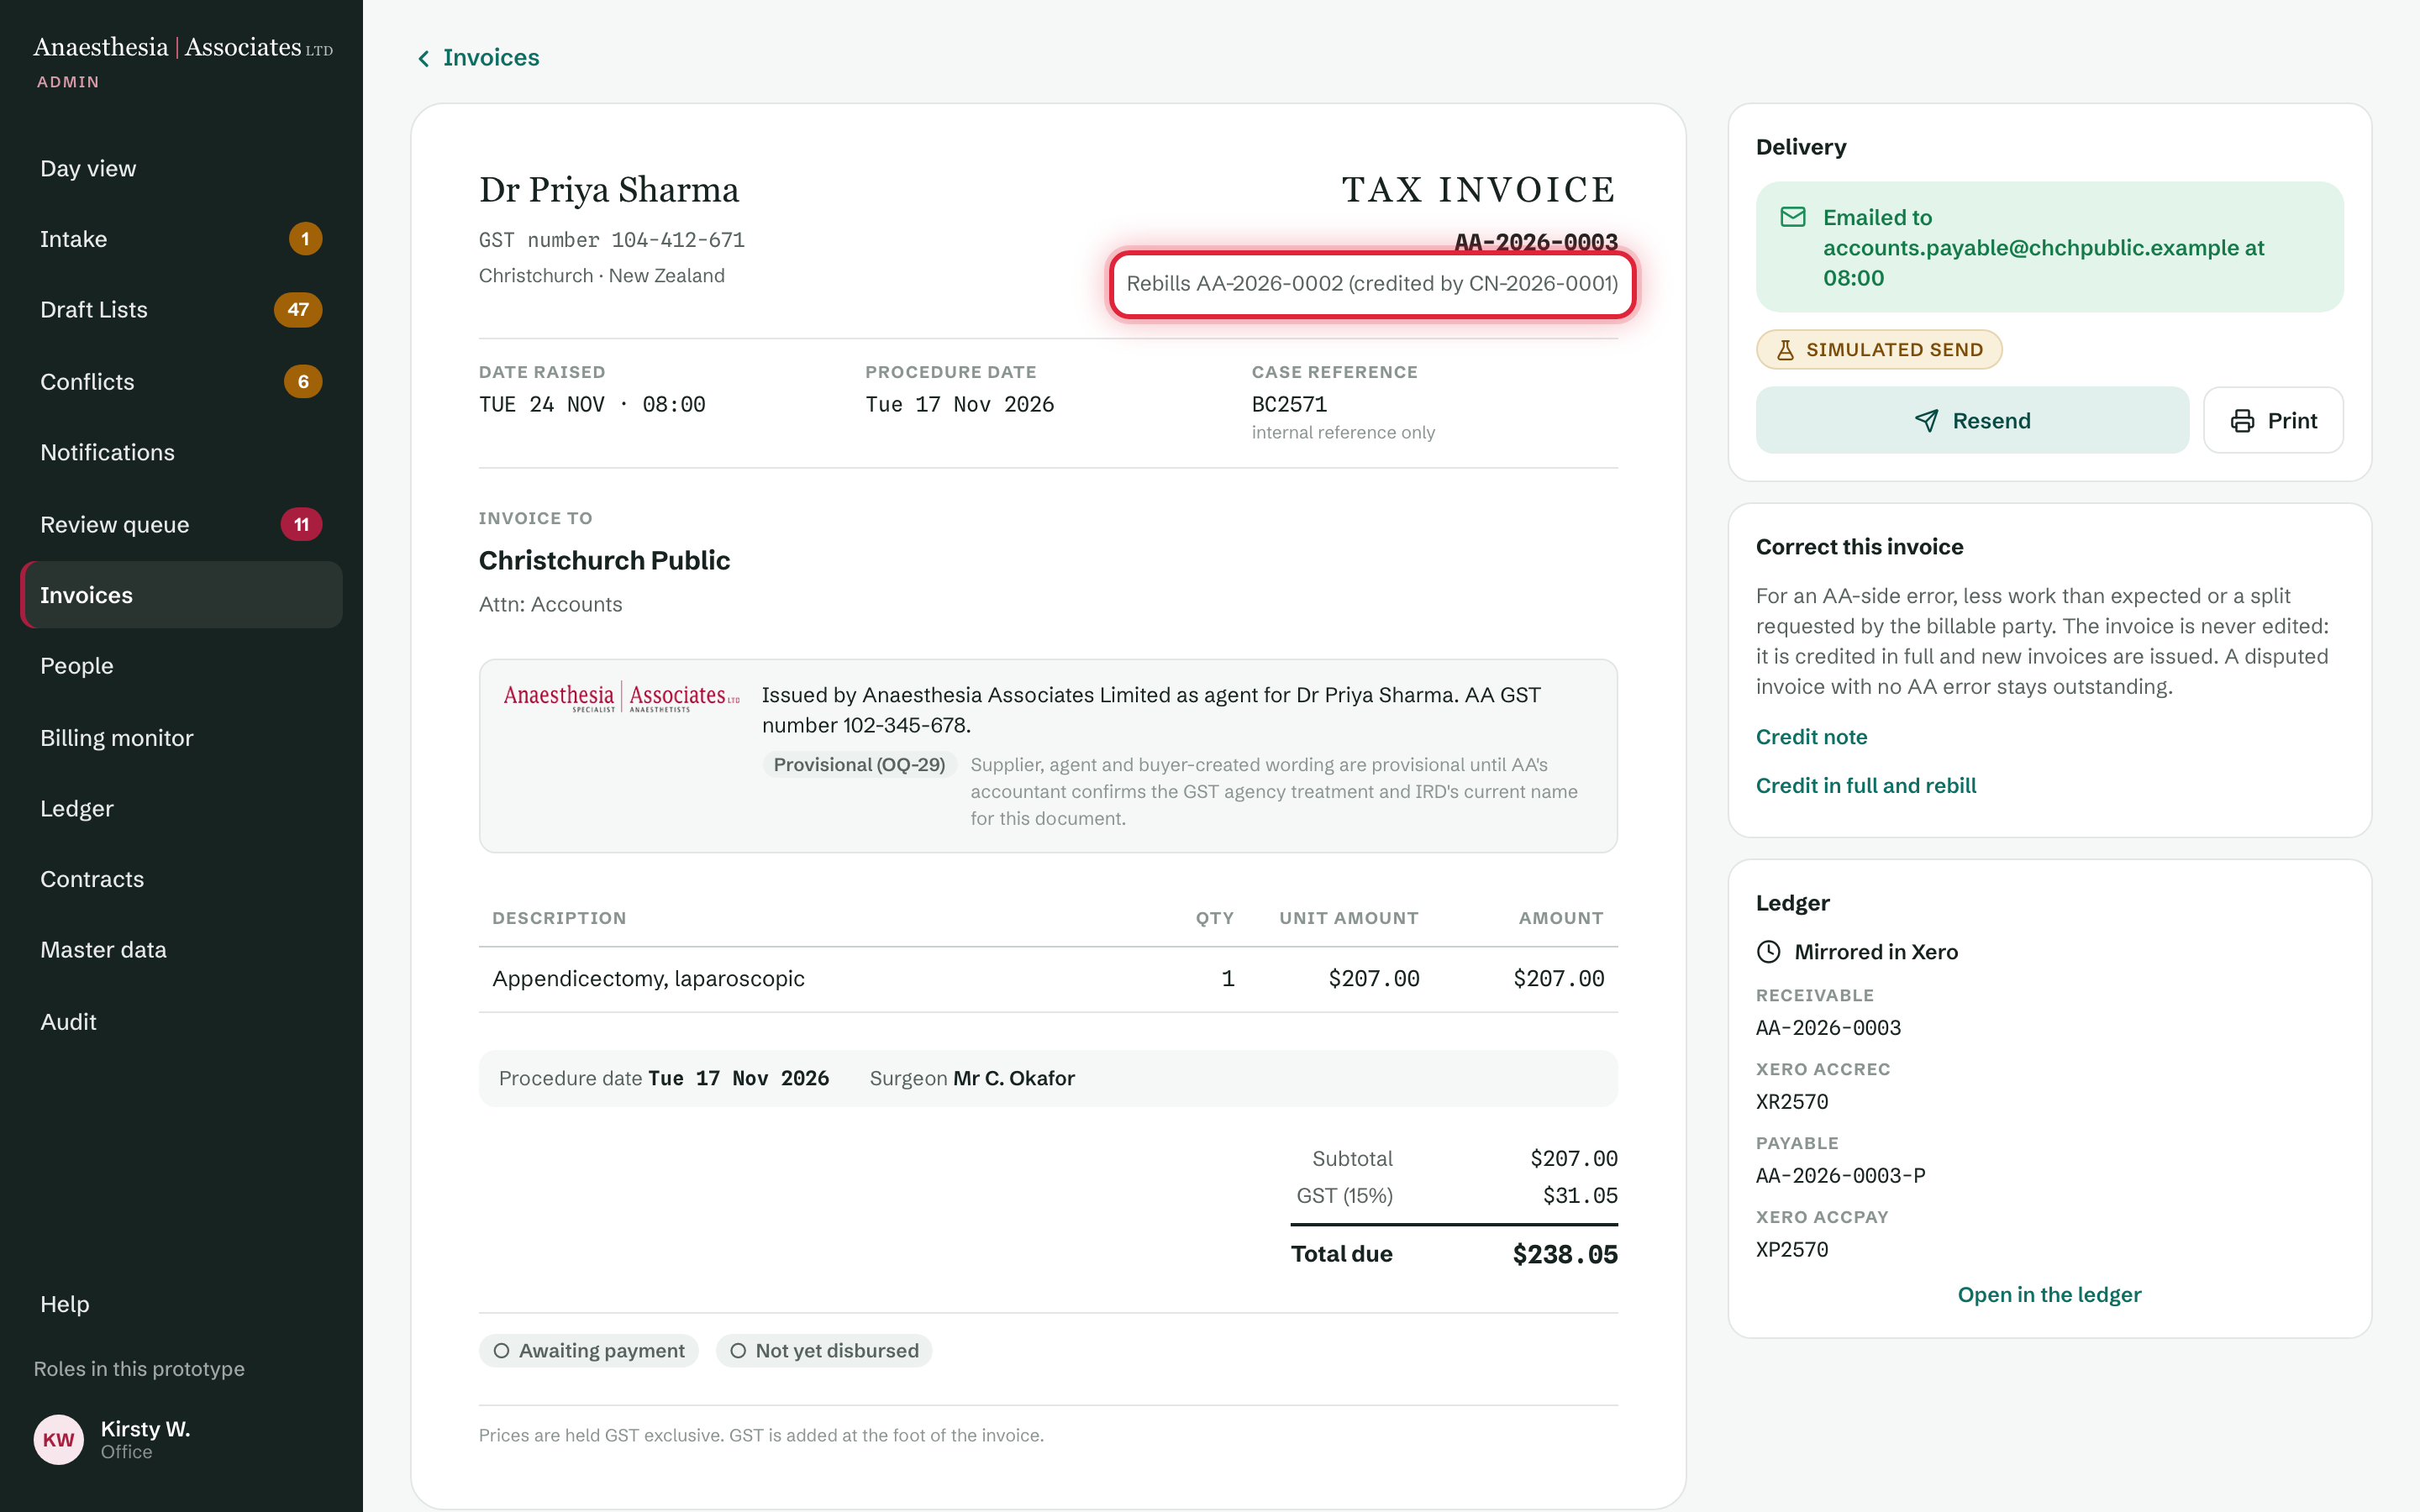 Anaesthesia | Associates LTD
ADMIN
Day view
Intake 1
Draft Lists 47
Conflicts 6
Notifications
Review queue 11
Invoices
People
Billing monitor
Ledger
Contracts
Master data
Audit
Help
Roles in this prototype
KW
Kirsty W.
Office
Invoices
Dr Priya Sharma
GST number 104-412-671
Christchurch · New Zealand
TAX INVOICE
AA-2026-0003
Rebills AA-2026-0002 (credited by CN-2026-0001)
DATE RAISED
TUE 24 NOV · 08:00
PROCEDURE DATE
Tue 17 Nov 2026
CASE REFERENCE
BC2571
internal reference only
INVOICE TO
Christchurch Public
Attn: Accounts
Anaesthesia | Associates LTD
SPECIALIST ANAESTHETISTS
Issued by Anaesthesia Associates Limited as agent for Dr Priya Sharma. AA GST
number 102-345-678.
Provisional (OQ-29)
Supplier, agent and buyer-created wording are provisional until AA's
accountant confirms the GST agency treatment and IRD's current name
for this document.
DESCRIPTION QTY UNIT AMOUNT AMOUNT
Appendicectomy, laparoscopic 1 $207.00 $207.00
Procedure date Tue 17 Nov 2026 Surgeon Mr C. Okafor
Subtotal $207.00
GST (15%) $31.05
Total due $238.05
Awaiting payment Not yet disbursed
Prices are held GST exclusive. GST is added at the foot of the invoice.
Delivery
Emailed to
accounts.payable@chchpublic.example at
08:00
SIMULATED SEND
Resend Print
Correct this invoice
For an AA-side error, less work than expected or a split
requested by the billable party. The invoice is never edited:
it is credited in full and new invoices are issued. A disputed
invoice with no AA error stays outstanding.
Credit note
Credit in full and rebill
Ledger
Mirrored in Xero
RECEIVABLE
AA-2026-0003
XERO ACCREC
XR2570
PAYABLE
AA-2026-0003-P
XERO ACCPAY
XP2570
Open in the ledger